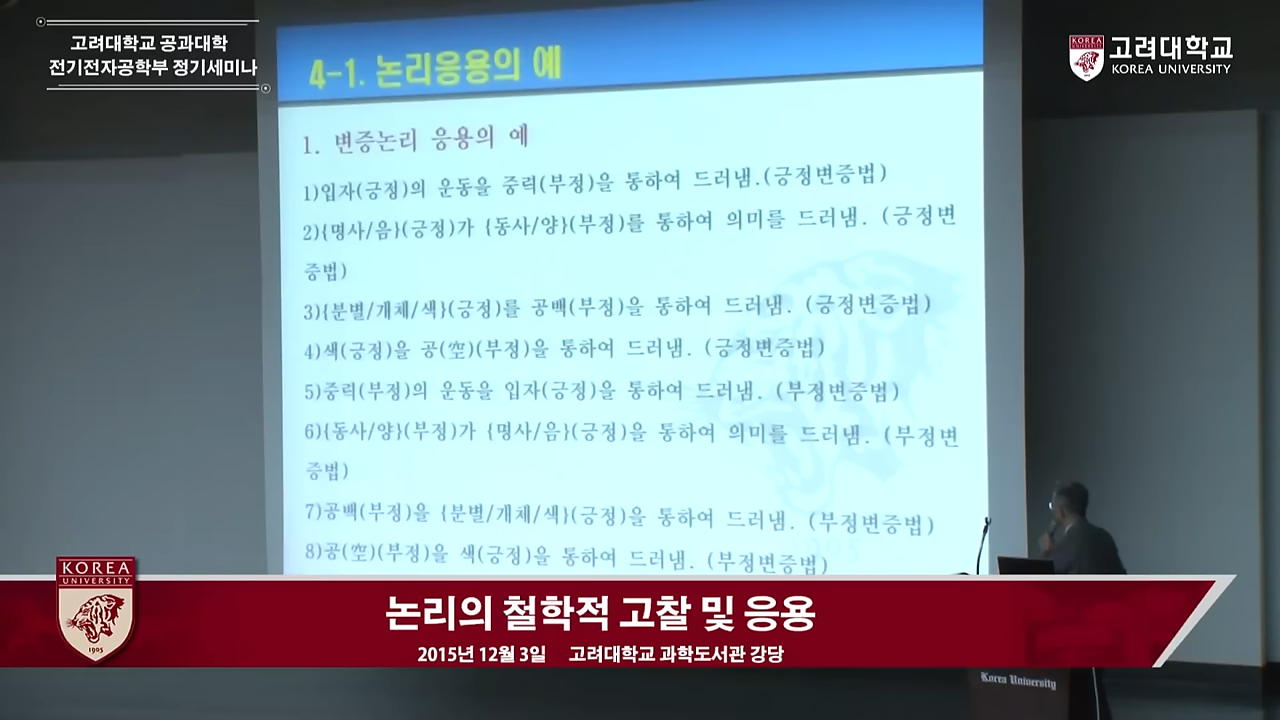 고려대학교 공과대학
전기전자공학부 정기세미나
KOREA
고려대학교
KOREA UNIVERSITY
4-1. 논리응용의 예
1. 변증논리 응용의 예
1)입자(긍정)의 운동을 중력(부정)을 통하여 드러냄.(긍정변증법)
2){명사/음}(긍정)가 {동사/양}(부정)를 통하여 의미를 드러냄. (긍정변
증법)
3){분별/개체/색}(긍정)를 공백(부정)을 통하여 드러냄. (긍정변증법)
4)색(긍정)을 공(空)(부정)을 통하여 드러냄. (긍정변증법)
5)중력(부정)의 운동을 입자(긍정)을 통하여 드러냄. (부정변증법)
6){동사/양}(부정)가 {명사/음}(긍정)을 통하여 의미를 드러냄. (부정변
증법)
7)공백(부정)을 {분별/개체/색}(긍정)을 통하여 드러냄. (부정변증법)
8)공(空)(부정)을 색(긍정)을 통하여 드러냄. (부정변증법)
KOREA
UNIVERSITY
1905
논리의 철학적 고찰 및 응용
2015년 12월 3일 고려대학교 과학도서관 강당
Korea University